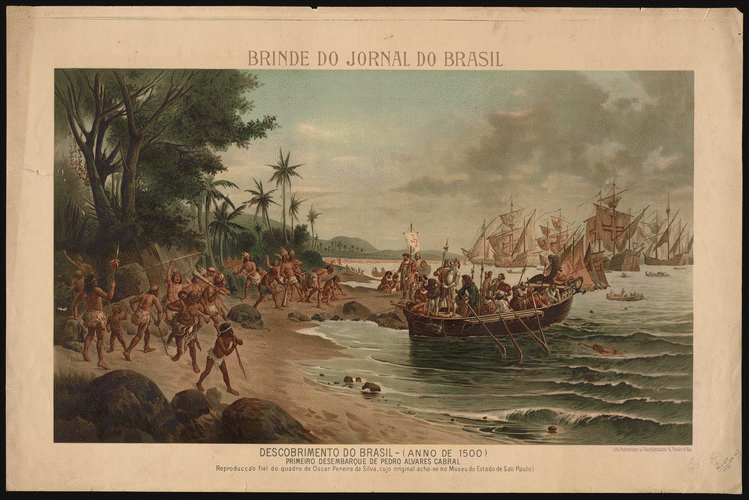 BRINDE DO JORNAL DO BRASIL
DESCOBRIMENTO DO BRASIL - (ANNO DE 1500)
PRIMEIRO DESEMBARQUE DE PEDRO ALVARES CABRAL
Reproducção fiel do quadro de Oscar Pereira da Silva, cujo original acha-se no Museu do Estado de São Paulo)